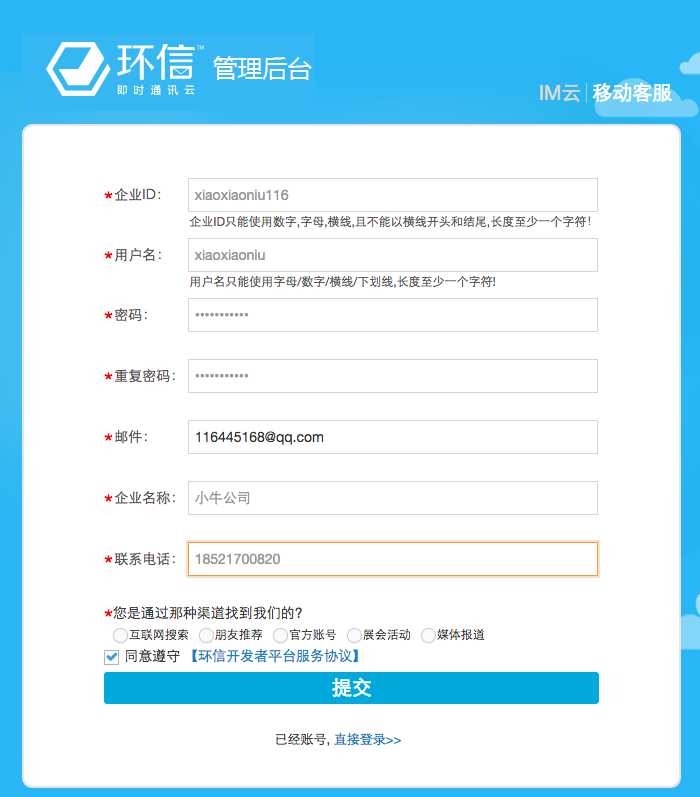 环信™ 管理后台
即时通讯云
IM云 | 移动客服
*企业ID: xiaoxiaoniu116
企业ID只能使用数字,字母,横线,且不能以横线开头和结尾,长度至少一个字符!
*用户名: xiaoxiaoniu
用户名只能使用字母/数字/横线/下划线,长度至少一个字符!
*密码: •••••••••••
*重复密码: •••••••••••
*邮件: 116445168@qq.com
*企业名称: 小牛公司
*联系电话: 18521700820
*您是通过那种渠道找到我们的?
互联网搜索 朋友推荐 官方账号 展会活动 媒体报道
同意遵守 【环信开发者平台服务协议】
提交
已经账号, 直接登录>>